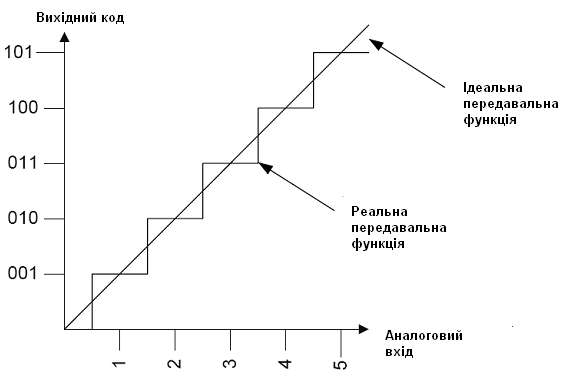 Вихідний код
101
100
011
010
001
Ідеальна
передавальна
функція
Реальна
передавальна
функція
Аналоговий
вхід
1
2
3
4
5